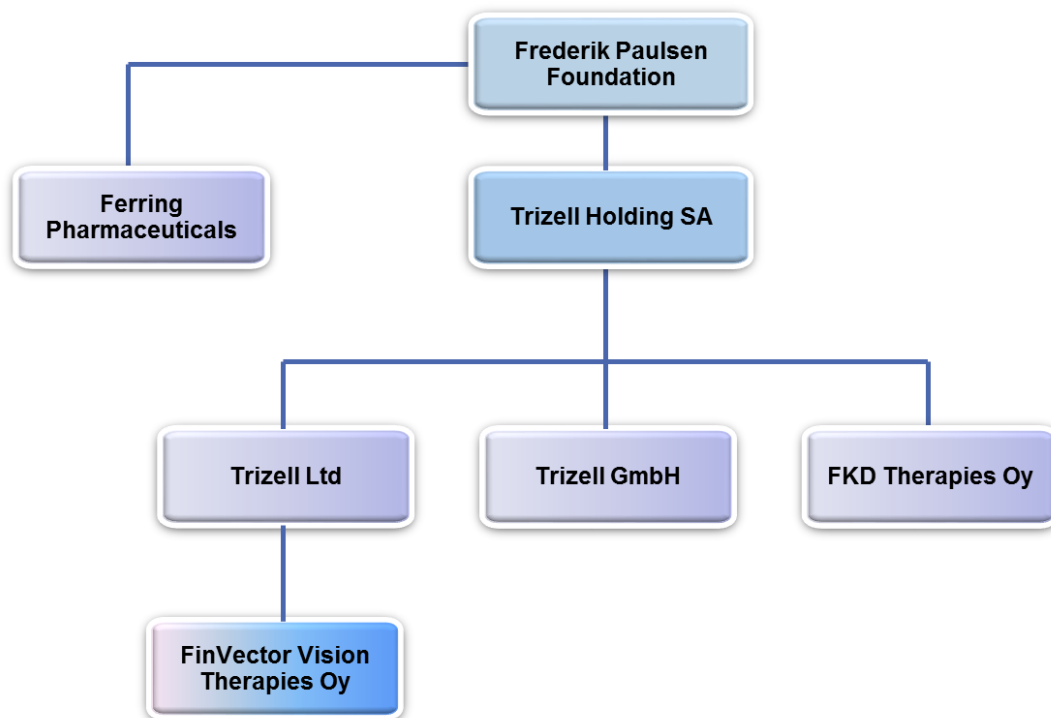 Frederik Paulsen
Foundation
Ferring
Pharmaceuticals
Trizell Holding SA
Trizell Ltd
Trizell GmbH
FKD Therapies Oy
FinVector Vision
Therapies Oy